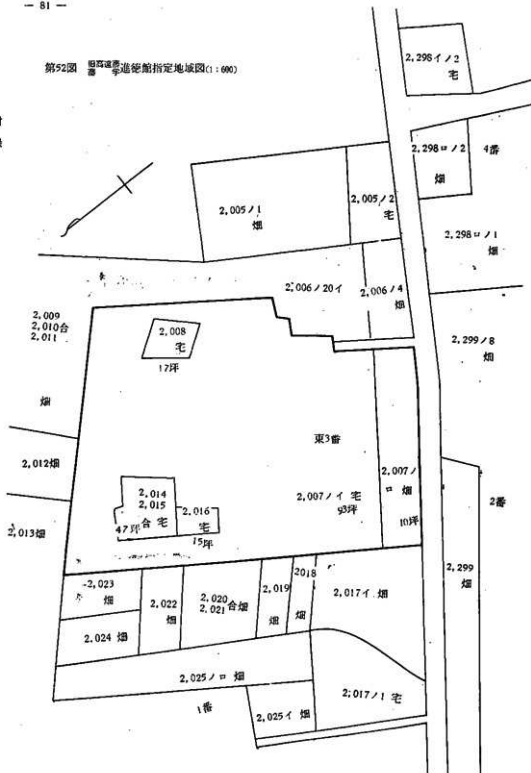 — 81 —
第52図 旧高遠藩藩学進徳館指定地域図(1:600)
2,298イノ2
宅
2,298ロノ2
畑
4番
2,005ノ1
畑
2,005ノ2
宅
2,298ロノ1
畑
2,006ノ20イ
2,006ノ4
畑
2,009
2,010合
2,011
畑
2,008
宅
17坪
2,299ノ8
畑
東3番
2,012畑
2,007ノ
ロ 畑
10坪
2,007ノイ 宅
93坪
2,014
2,015
合 宅
47坪
2,016
宅
15坪
2番
2,013畑
2,299
畑
2,023
畑
2,022
畑
2,020
2,021合畑
2,019
畑
2018
畑
2,017イ 畑
2,024 畑
2,025ノロ 畑
2,017ノ1 宅
1番
2,025イ 畑